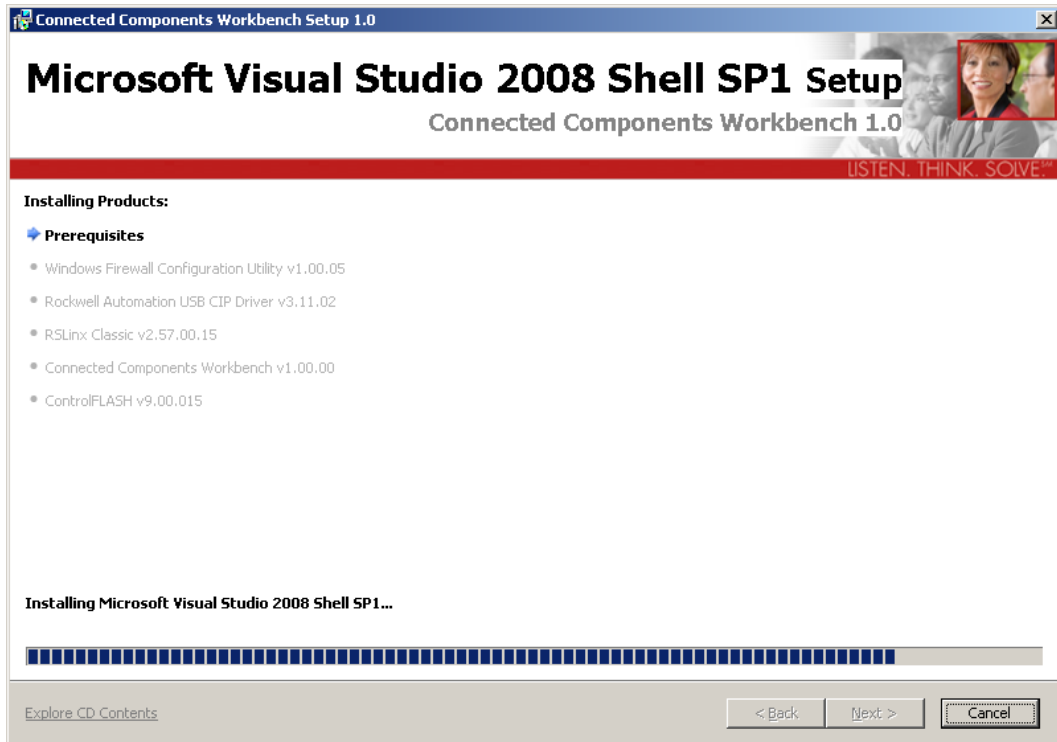 Connected Components Workbench Setup 1.0
Microsoft Visual Studio 2008 Shell SP1 Setup
Connected Components Workbench 1.0
LISTEN. THINK. SOLVE.℠
Installing Products:
Prerequisites
Windows Firewall Configuration Utility v1.00.05
Rockwell Automation USB CIP Driver v3.11.02
RSLinx Classic v2.57.00.15
Connected Components Workbench v1.00.00
ControlFLASH v9.00.015
Installing Microsoft Visual Studio 2008 Shell SP1...
Explore CD Contents
< Back
Next >
Cancel